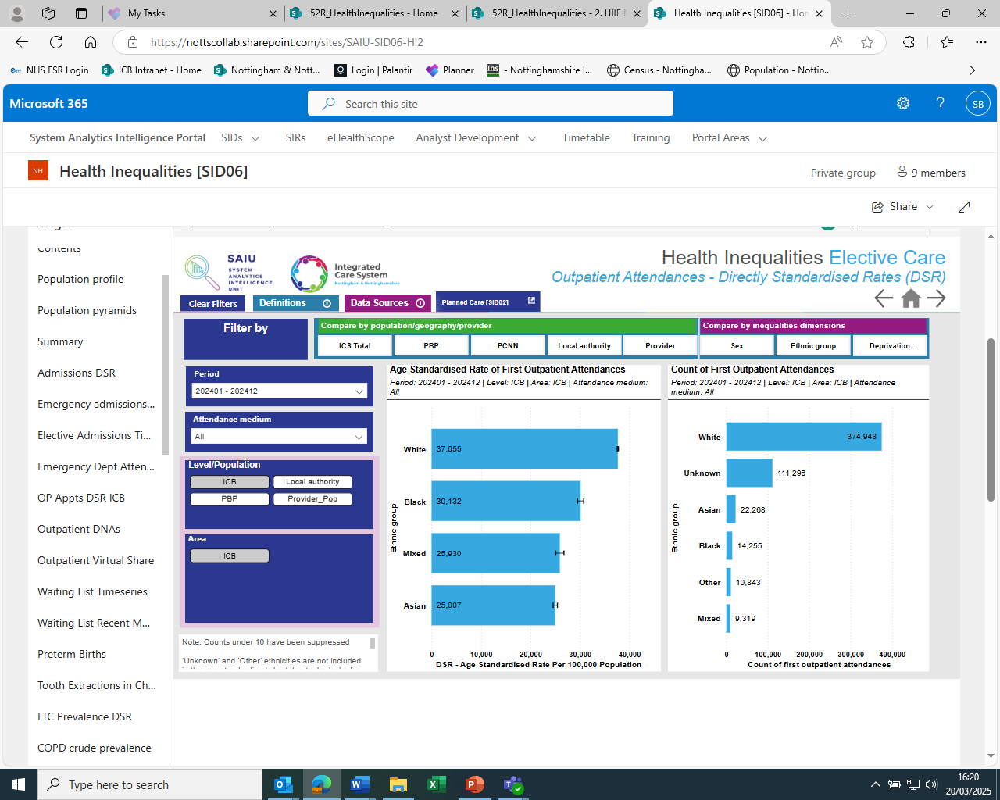 My Tasks
52R_HealthInequalities - Home
52R_HealthInequalities - 2. HIIF
Health Inequalities [SID06] - Hor
https://nottscollab.sharepoint.com/sites/SAIU-SID06-HI2
NHS ESR Login
ICB Intranet - Home
Nottingham & Nott...
Login | Palantir
Planner
Ins
- Nottinghamshire I...
Census - Nottingha...
Population - Nottin...
Microsoft 365
Search this site
SB
System Analytics Intelligence Portal
SIDs
SIRs
eHealthScope
Analyst Development
Timetable
Training
Portal Areas
NH
Health Inequalities [SID06]
Private group
9 members
Share
Pages
Contents
Population profile
Population pyramids
Summary
Admissions DSR
Emergency admissions...
Elective Admissions Ti...
Emergency Dept Atten...
OP Appts DSR ICB
Outpatient DNAs
Outpatient Virtual Share
Waiting List Timeseries
Waiting List Recent M...
Preterm Births
Tooth Extractions in Ch...
LTC Prevalence DSR
COPD crude prevalence
SAIU
SYSTEM
ANALYTICS
INTELLIGENCE
UNIT
Integrated
Care System
Nottingham & Nottinghamshire
Health Inequalities Elective Care
Outpatient Attendances - Directly Standardised Rates (DSR)
Clear Filters
Definitions
Data Sources
Planned Care [SID02]
Filter by
Compare by population/geography/provider
Compare by inequalities dimensions
ICS Total
PBP
PCNN
Local authority
Provider
Sex
Ethnic group
Deprivation...
Period
202401 - 202412
Attendance medium
All
Level/Population
ICB
Local authority
PBP
Provider_Pop
Area
ICB
Note: Counts under 10 have been suppressed
'Unknown' and 'Other' ethnicities are not included
Age Standardised Rate of First Outpatient Attendances
Period: 202401 - 202412 | Level: ICB | Area: ICB | Attendance medium:
All
Ethnic group
White
37,655
Black
30,132
Mixed
25,930
Asian
25,007
0
10,000
20,000
30,000
40,000
DSR - Age Standardised Rate Per 100,000 Population
Count of First Outpatient Attendances
Period: 202401 - 202412 | Level: ICB | Area: ICB | Attendance
medium: All
Ethnic group
White
374,948
Unknown
111,296
Asian
22,268
Black
14,255
Other
10,843
Mixed
9,319
0
100,000
200,000
300,000
400,000
Count of first outpatient attendances
Type here to search
16:20
20/03/2025